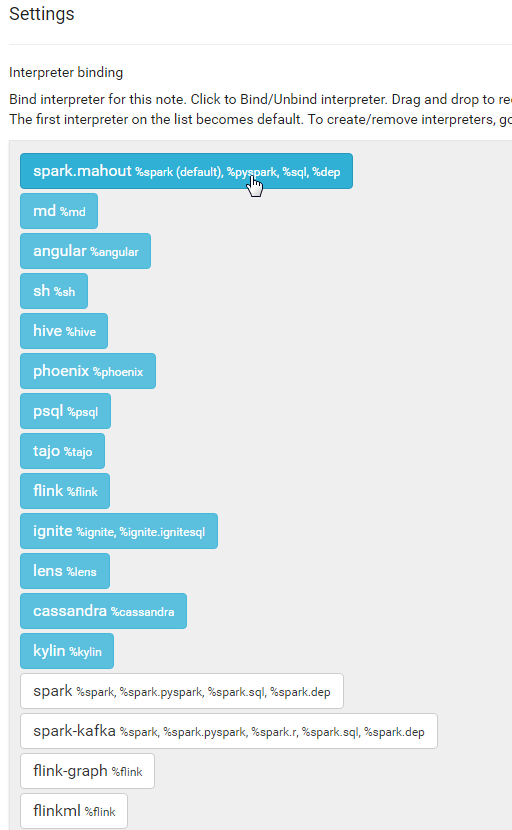 Settings
Interpreter binding
Bind interpreter for this note. Click to Bind/Unbind interpreter. Drag and drop to
The first interpreter on the list becomes default. To create/remove interpreters,
spark.mahout %spark (default), %pyspark, %sql, %dep
md %md
angular %angular
sh %sh
hive %hive
phoenix %phoenix
psql %psql
tajo %tajo
flink %flink
ignite %ignite, %ignite.ignitesql
lens %lens
cassandra %cassandra
kylin %kylin
spark %spark, %spark.pyspark, %spark.sql, %spark.dep
spark-kafka %spark, %spark.pyspark, %spark.r, %spark.sql, %spark.dep
flink-graph %flink
flinkml %flink